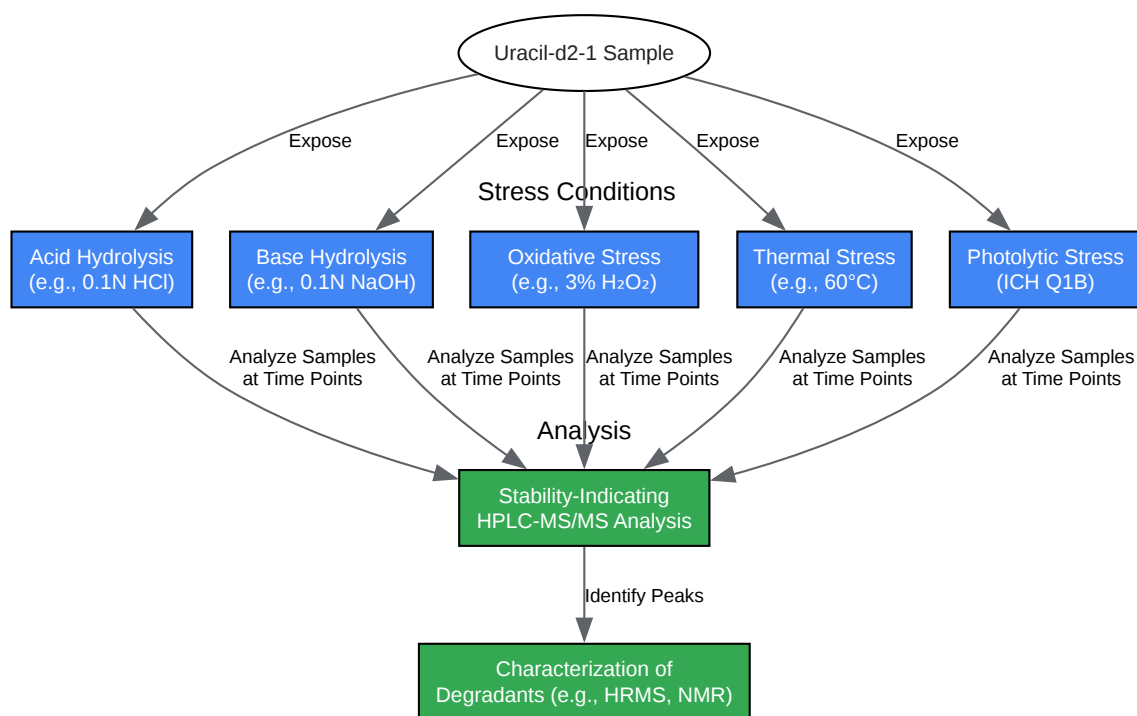 Uracil-d2-1 Sample
Expose
Expose
Expose
Expose
Expose
Stress Conditions
Acid Hydrolysis
(e.g., 0.1N HCl)
Base Hydrolysis
(e.g., 0.1N NaOH)
Oxidative Stress
(e.g., 3% H₂O₂)
Thermal Stress
(e.g., 60°C)
Photolytic Stress
(ICH Q1B)
Analyze Samples
at Time Points
Analyze Samples
at Time Points
Analyze Samples
at Time Points
Analyze Samples
at Time Points
Analyze Samples
at Time Points
Analysis
Stability-Indicating
HPLC-MS/MS Analysis
Identify Peaks
Characterization of
Degradants (e.g., HRMS, NMR)